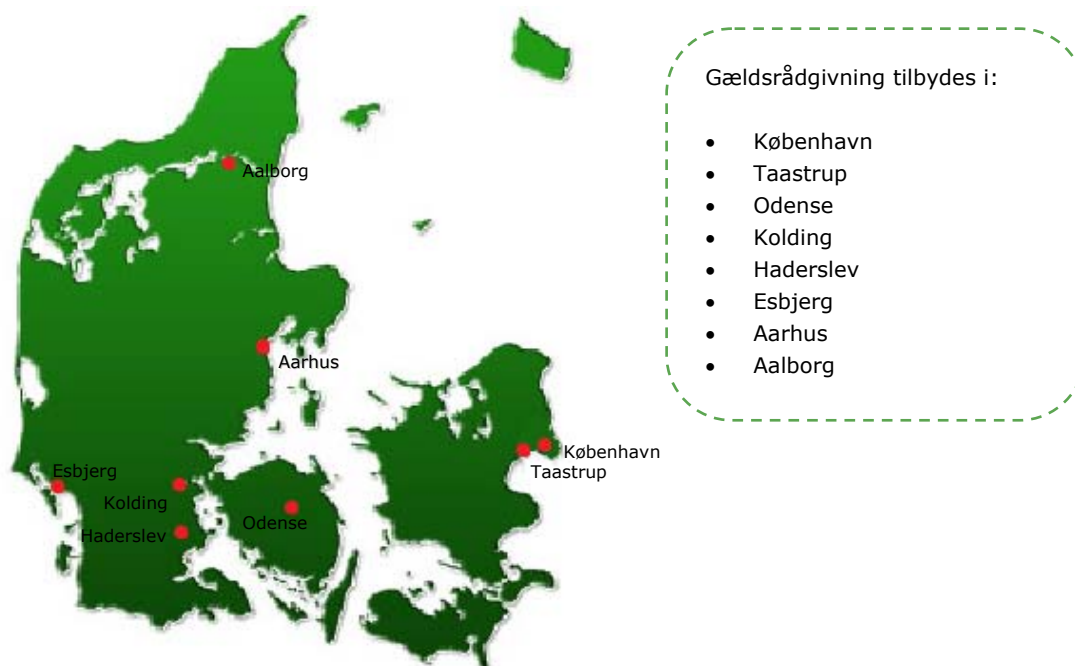 Gældsrådgivning tilbydes i:
• København
• Taastrup
• Odense
• Kolding
• Haderslev
• Esbjerg
• Aarhus
• Aalborg
Aalborg
Aarhus
København
Taastrup
Esbjerg
Kolding
Odense
Haderslev